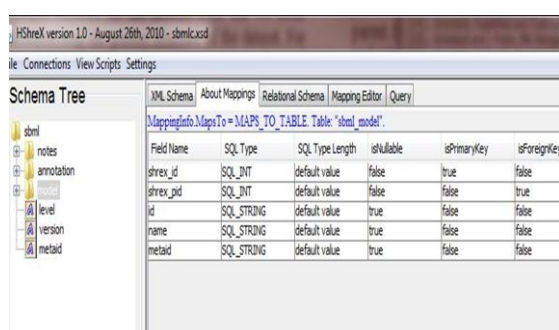 HShreX version 1.0 - August 26th, 2010 - sbmlc.xsd
ile Connections View Scripts Settings
Schema Tree
sbml
notes
annotation
model
level
version
metaid
XML Schema About Mappings Relational Schema Mapping Editor Query
MappingInfo.MapsTo = MAPS_TO_TABLE. Table: "sbml_model".
Field Name SQL Type SQL Type Length isNullable isPrimaryKey isForeignKey
shrex_id SQL_INT default value false true false
shrex_pid SQL_INT default value false false true
id SQL_STRING default value true false false
name SQL_STRING default value true false false
metaid SQL_STRING default value true false false